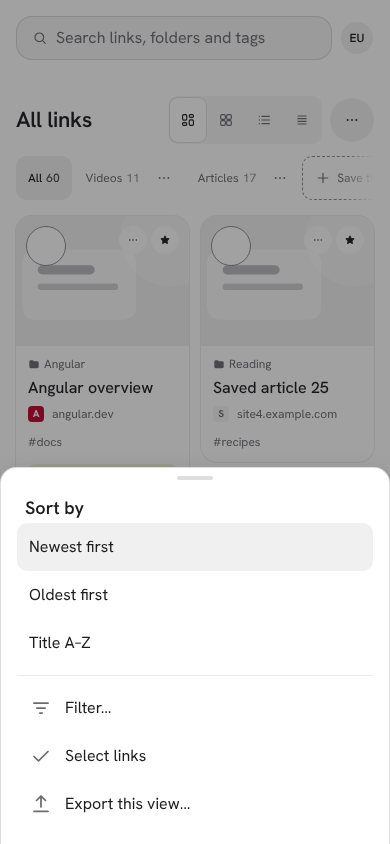 Search links, folders and tags
EU
All links
All 60
Videos 11
Articles 17
Save
Angular
Angular overview
A angular.dev
#docs
Reading
Saved article 25
S site4.example.com
#recipes
Sort by
Newest first
Oldest first
Title A–Z
Filter...
Select links
Export this view...